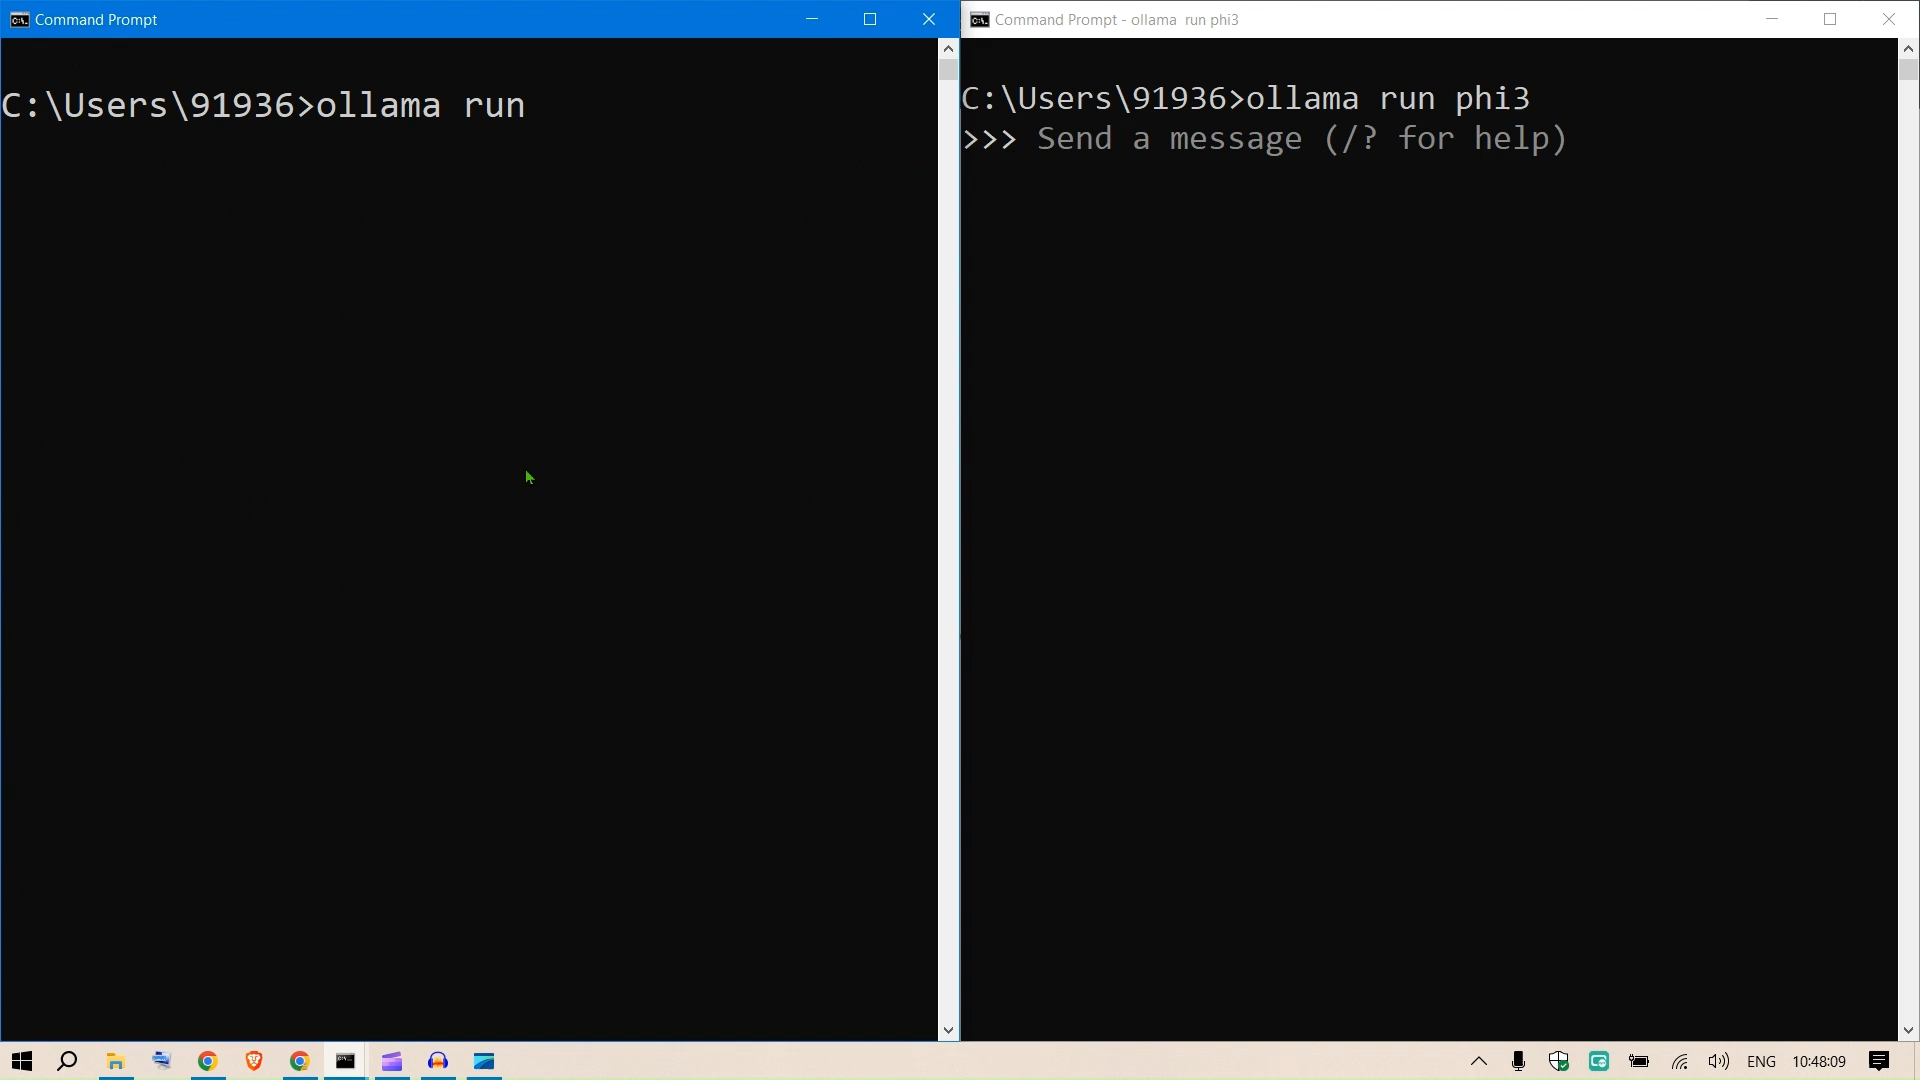 Command Prompt
C:\Users\91936>ollama run
Command Prompt - ollama  run phi3
C:\Users\91936>ollama run phi3
>>> Send a message (/? for help)
ENG
10:48:09